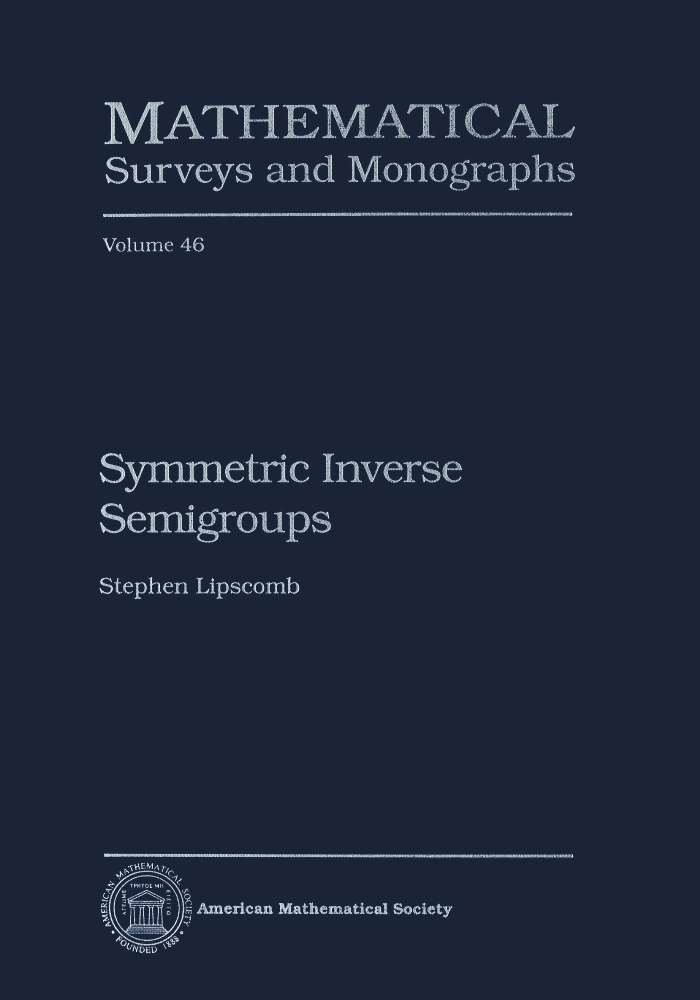 MATHEMATICAL
Surveys and Monographs
Volume 46
Symmetric Inverse
Semigroups
Stephen Lipscomb
AMERICAN MATHEMATICAL SOCIETY
FOUNDED 1888
American Mathematical Society